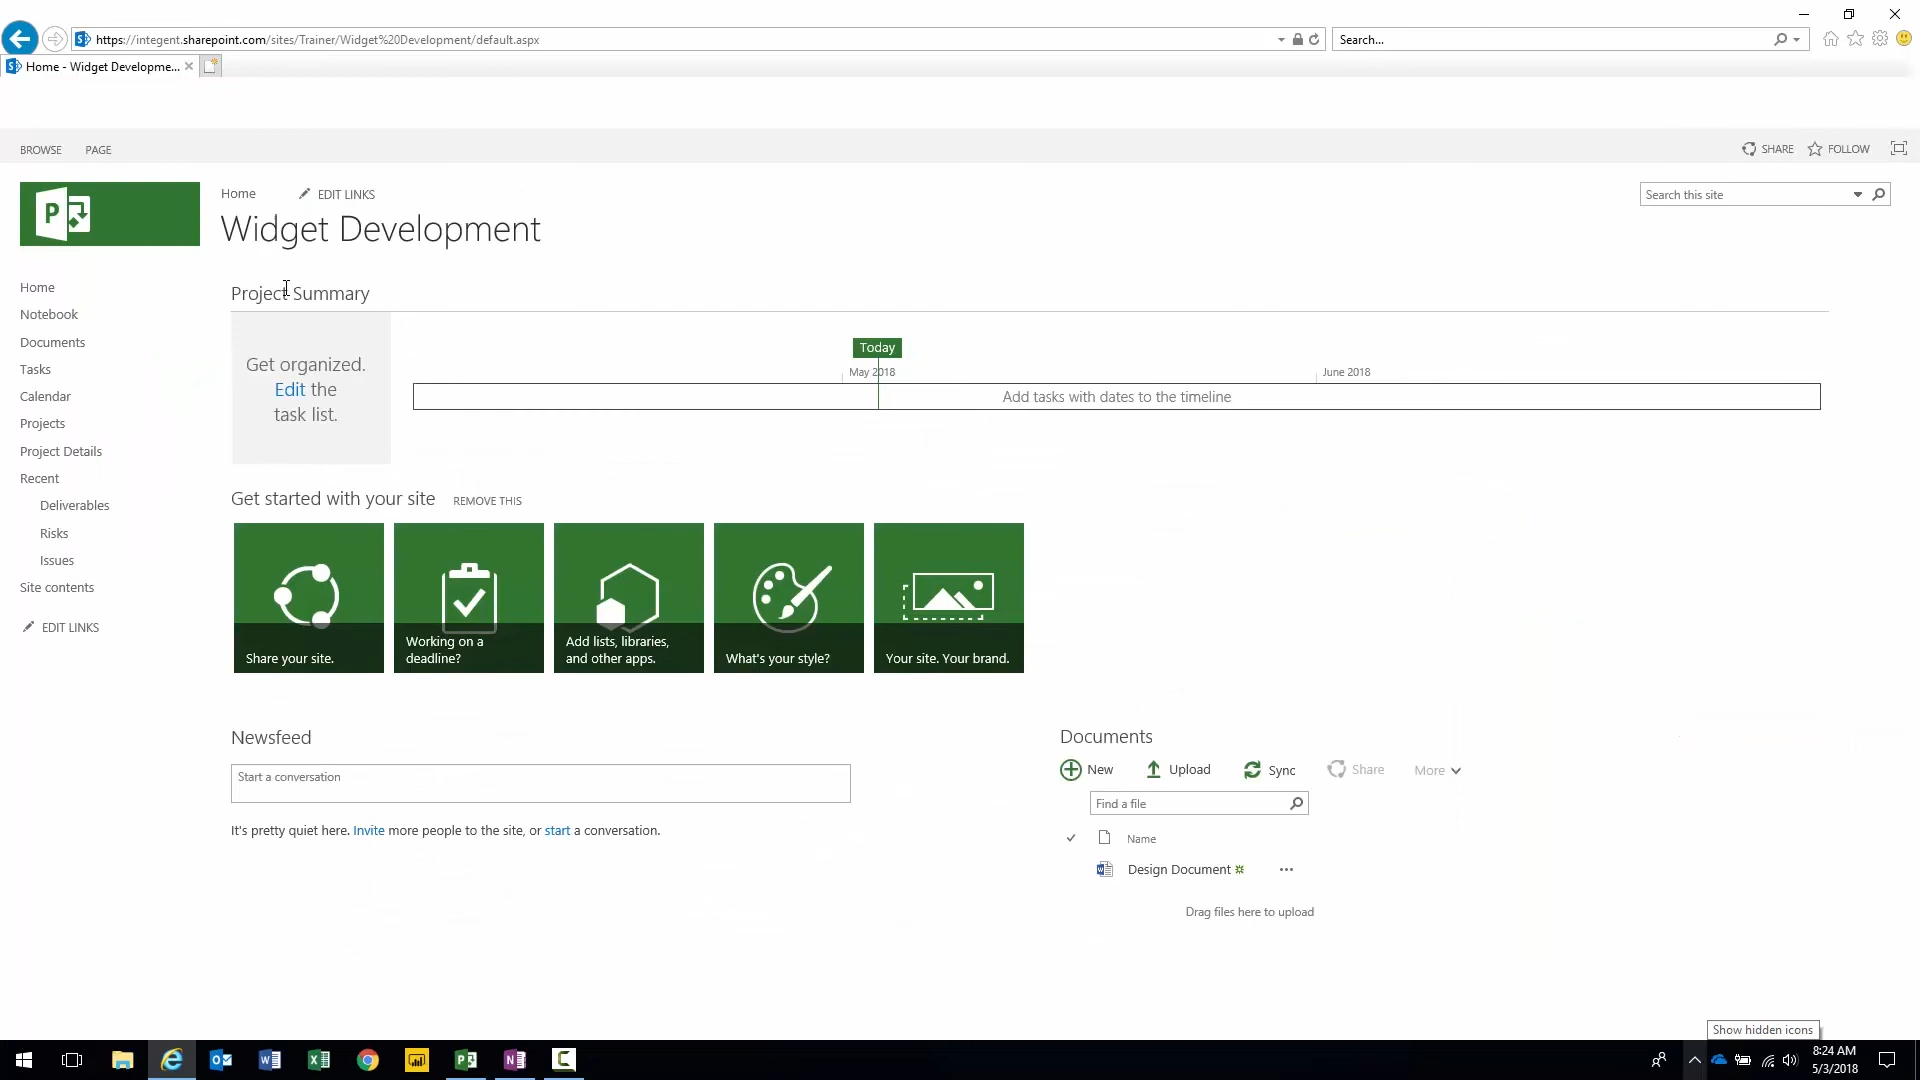 https://integent.sharepoint.com/sites/Trainer/Widget%20Development/default.aspx
Search...
Home - Widget Developme...
BROWSE
PAGE
SHARE
FOLLOW
P
Home
EDIT LINKS
Search this site
Widget Development
Home
Notebook
Documents
Tasks
Calendar
Projects
Project Details
Recent
Deliverables
Risks
Issues
Site contents
EDIT LINKS
Project Summary
Get organized.
Edit the
task list.
Today
May 2018
June 2018
Add tasks with dates to the timeline
Get started with your site
REMOVE THIS
Share your site.
Working on a
deadline?
Add lists, libraries,
and other apps.
What's your style?
Your site. Your brand.
Newsfeed
Start a conversation
It's pretty quiet here. Invite more people to the site, or start a conversation.
Documents
New
Upload
Sync
Share
More
Find a file
Name
Design Document
Drag files here to upload
Show hidden icons
8:24 AM
5/3/2018